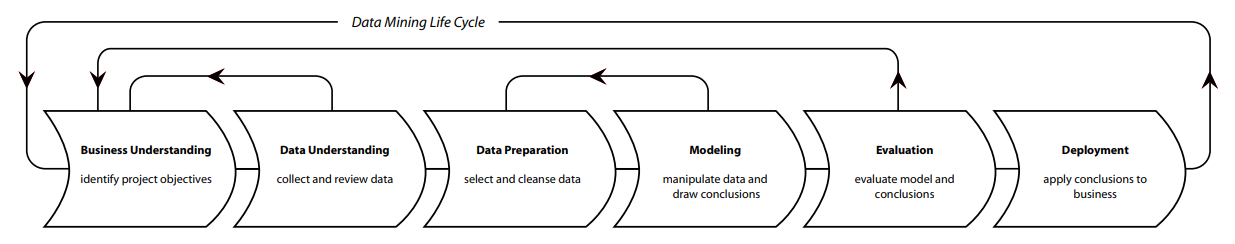 Data Mining Life Cycle
Business Understanding
identify project objectives
Data Understanding
collect and review data
Data Preparation
select and cleanse data
Modeling
manipulate data and
draw conclusions
Evaluation
evaluate model and
conclusions
Deployment
apply conclusions to
business